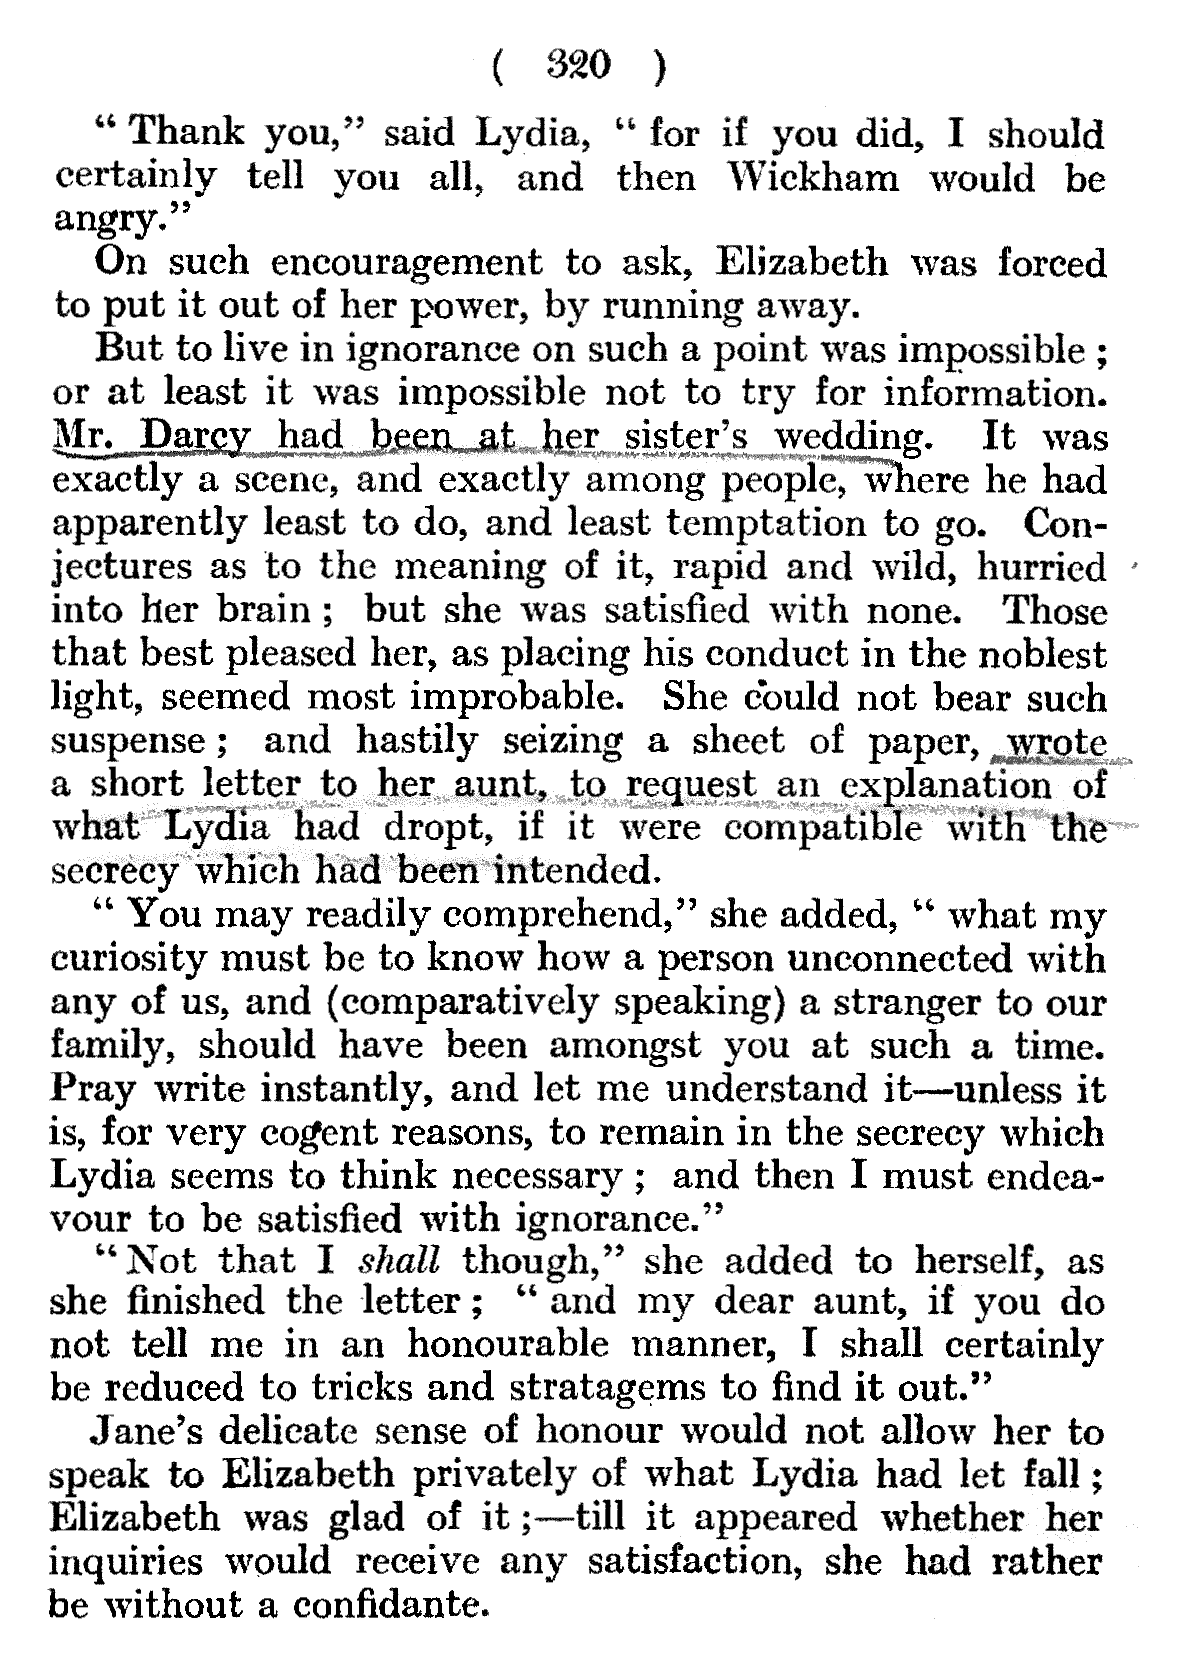 ( 320 )
“ Thank you,” said Lydia, “ for if you did, I should
certainly tell you all, and then Wickham would be
angry.”
On such encouragement to ask, Elizabeth was forced
to put it out of her power, by running away.
But to live in ignorance on such a point was impossible ;
or at least it was impossible not to try for information.
Mr. Darcy had been at her sister’s wedding. It was
exactly a scene, and exactly among people, where he had
apparently least to do, and least temptation to go. Con-
jectures as to the meaning of it, rapid and wild, hurried
into her brain ; but she was satisfied with none. Those
that best pleased her, as placing his conduct in the noblest
light, seemed most improbable. She could not bear such
suspense ; and hastily seizing a sheet of paper, wrote
a short letter to her aunt, to request an explanation of
what Lydia had dropt, if it were compatible with the
secrecy which had been intended.
“ You may readily comprehend,” she added, “ what my
curiosity must be to know how a person unconnected with
any of us, and (comparatively speaking) a stranger to our
family, should have been amongst you at such a time.
Pray write instantly, and let me understand it—unless it
is, for very cogent reasons, to remain in the secrecy which
Lydia seems to think necessary ; and then I must endea-
vour to be satisfied with ignorance.”
“ Not that I shall though,” she added to herself, as
she finished the letter ; “ and my dear aunt, if you do
not tell me in an honourable manner, I shall certainly
be reduced to tricks and stratagems to find it out.”
Jane’s delicate sense of honour would not allow her to
speak to Elizabeth privately of what Lydia had let fall ;
Elizabeth was glad of it ;—till it appeared whether her
inquiries would receive any satisfaction, she had rather
be without a confidante.